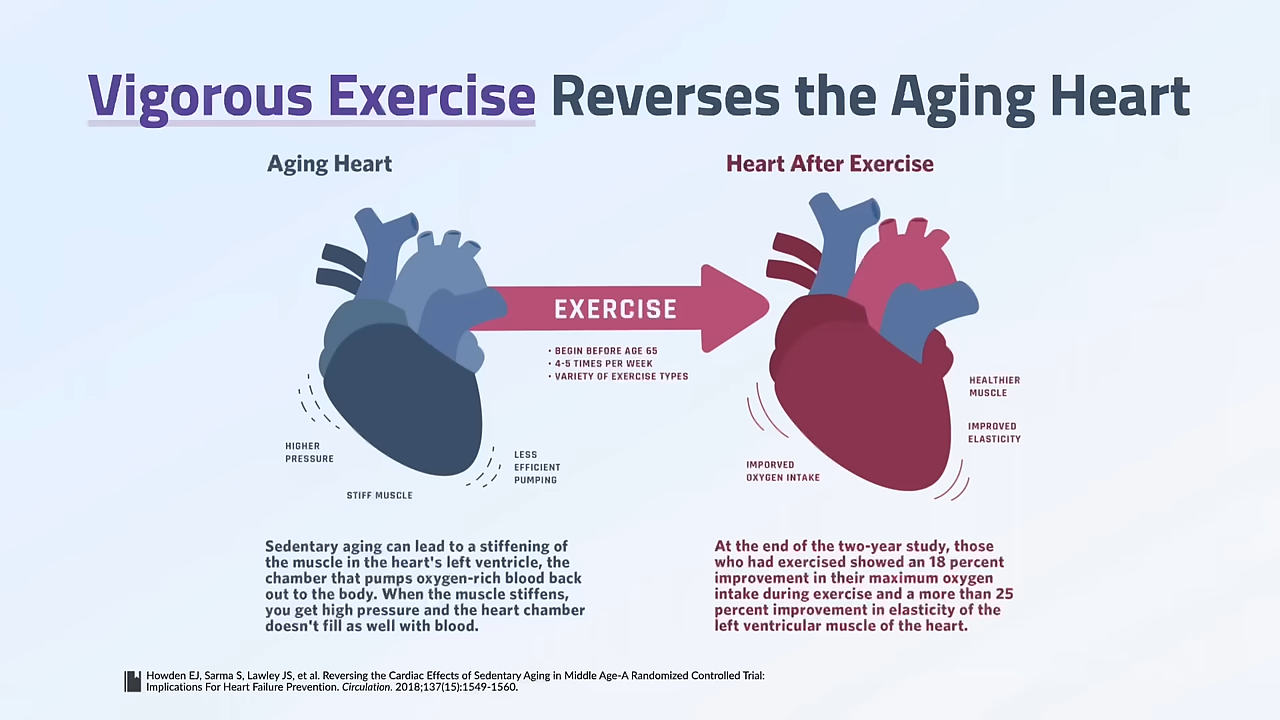 Vigorous Exercise Reverses the Aging Heart
Aging Heart
Heart After Exercise
EXERCISE
• BEGIN BEFORE AGE 65
• 4-5 TIMES PER WEEK
• VARIETY OF EXERCISE TYPES
HIGHER
PRESSURE
STIFF MUSCLE
LESS
EFFICIENT
PUMPING
HEALTHIER
MUSCLE
IMPROVED
ELASTICITY
IMPORVED
OXYGEN INTAKE
Sedentary aging can lead to a stiffening of
the muscle in the heart's left ventricle, the
chamber that pumps oxygen-rich blood back
out to the body. When the muscle stiffens,
you get high pressure and the heart chamber
doesn't fill as well with blood.
At the end of the two-year study, those
who had exercised showed an 18 percent
improvement in their maximum oxygen
intake during exercise and a more than 25
percent improvement in elasticity of the
left ventricular muscle of the heart.
Howden EJ, Sarma S, Lawley JS, et al. Reversing the Cardiac Effects of Sedentary Aging in Middle Age-A Randomized Controlled Trial:
Implications For Heart Failure Prevention. Circulation. 2018;137(15):1549-1560.